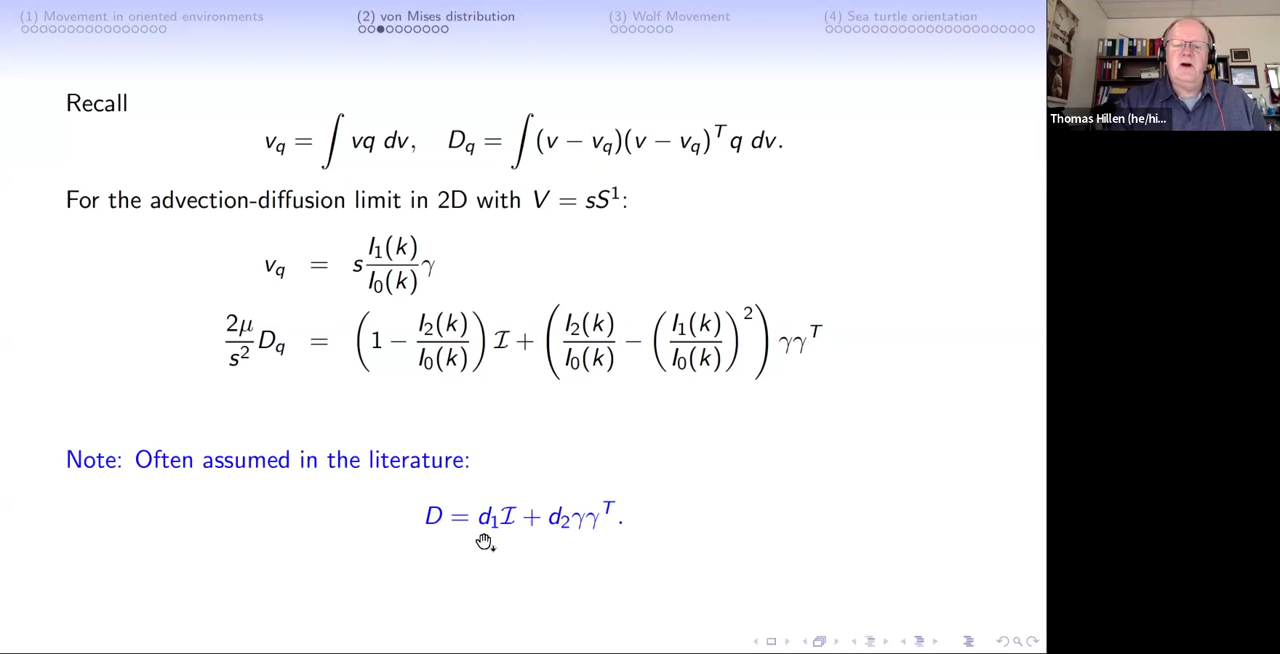 (1) Movement in oriented environments (2) von Mises distribution (3) Wolf Movement (4) Sea turtle orientation
Recall
v_q = ∫ vq dv, D_q = ∫(v − v_q)(v − v_q)^T q dv.
For the advection-diffusion limit in 2D with V = sS^1:
v_q = s I_1(k)/I_0(k) γ
2μ/s^2 D_q = (1 − I_2(k)/I_0(k)) 𝓘 + (I_2(k)/I_0(k) − (I_1(k)/I_0(k))^2) γγ^T
Note: Often assumed in the literature:
D = d_1𝓘 + d_2γγ^T.
Thomas Hillen (he/hi...